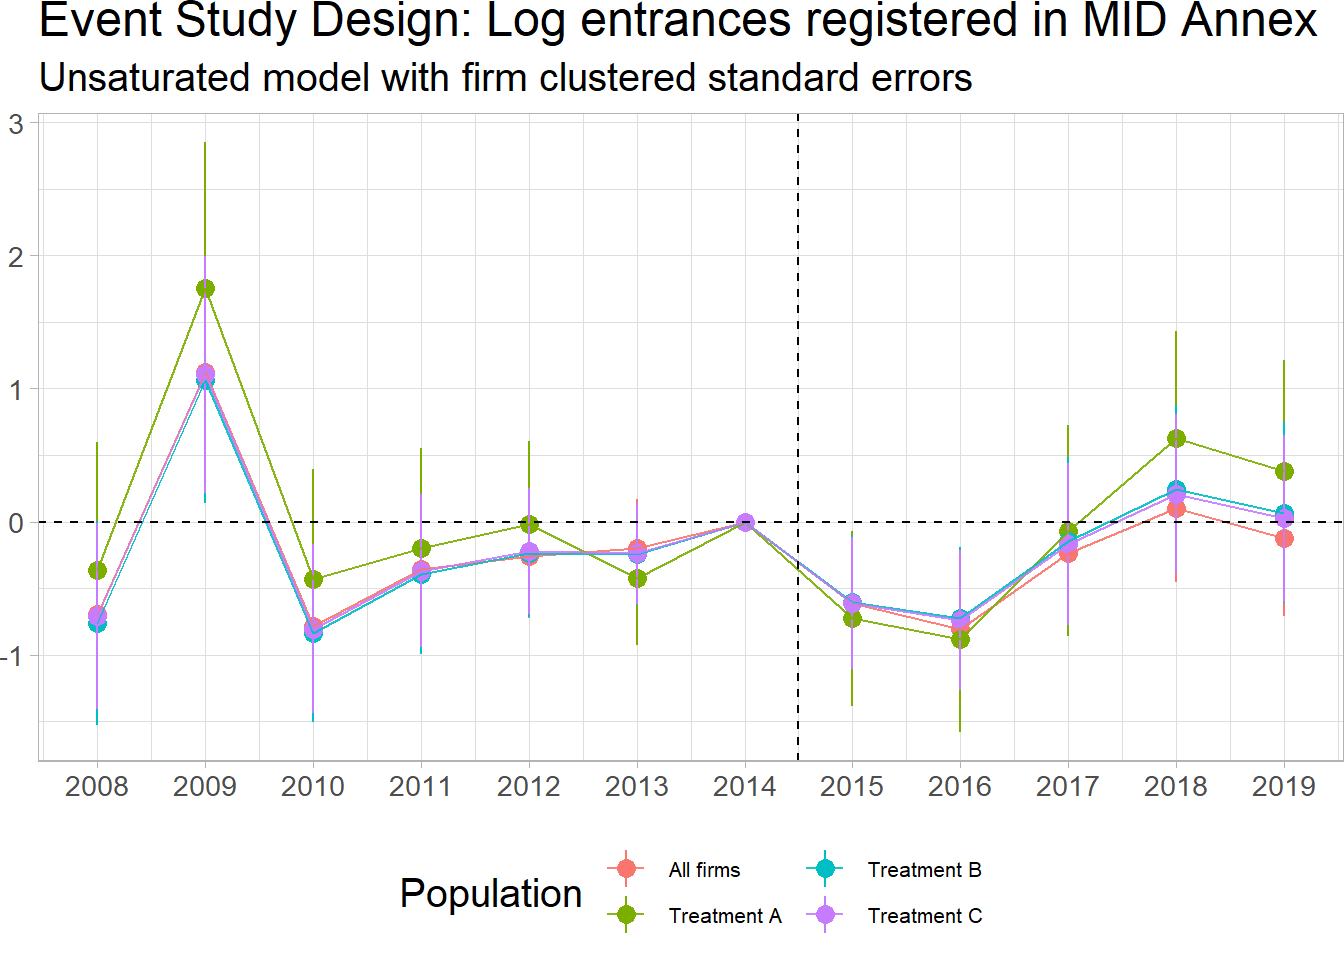 Event Study Design: Log entrances registered in MID Annex
Unsaturated model with firm clustered standard errors
3
2
1
0
-1
2008 2009 2010 2011 2012 2013 2014 2015 2016 2017 2018 2019
Population
All firms
Treatment A
Treatment B
Treatment C